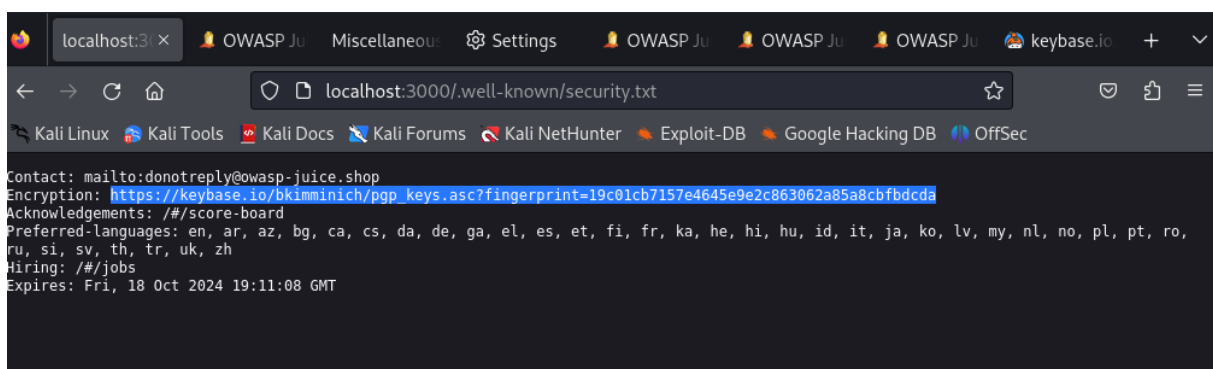 localhost:3 OWASP Ju Miscellaneous Settings OWASP Ju OWASP Ju OWASP Ju keybase.io
localhost:3000/.well-known/security.txt
Kali Linux Kali Tools Kali Docs Kali Forums Kali NetHunter Exploit-DB Google Hacking DB OffSec
Contact: mailto:donotreply@owasp-juice.shop
Encryption: https://keybase.io/bkimminich/pgp_keys.asc?fingerprint=19c01cb7157e4645e9e2c863062a85a8cbfbdcda
Acknowledgements: /#/score-board
Preferred-languages: en, ar, az, bg, ca, cs, da, de, ga, el, es, et, fi, fr, ka, he, hi, hu, id, it, ja, ko, lv, my, nl, no, pl, pt, ro,
ru, si, sv, th, tr, uk, zh
Hiring: /#/jobs
Expires: Fri, 18 Oct 2024 19:11:08 GMT